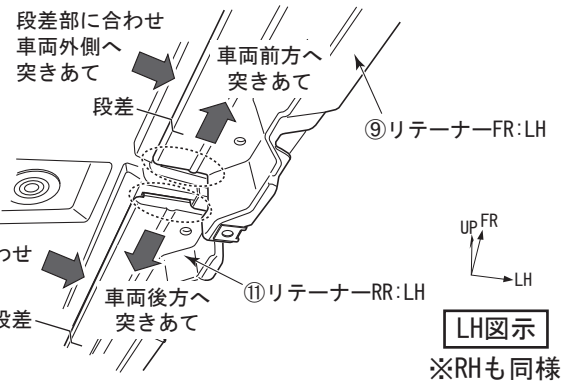 段差部に合わせ
車両外側へ
突きあて
車両前方へ
突きあて
段差
⑨リテーナーFR:LH
わせ
段差
車両後方へ
突きあて
⑪リテーナーRR:LH
UP
FR
LH
LH図示
※RHも同様